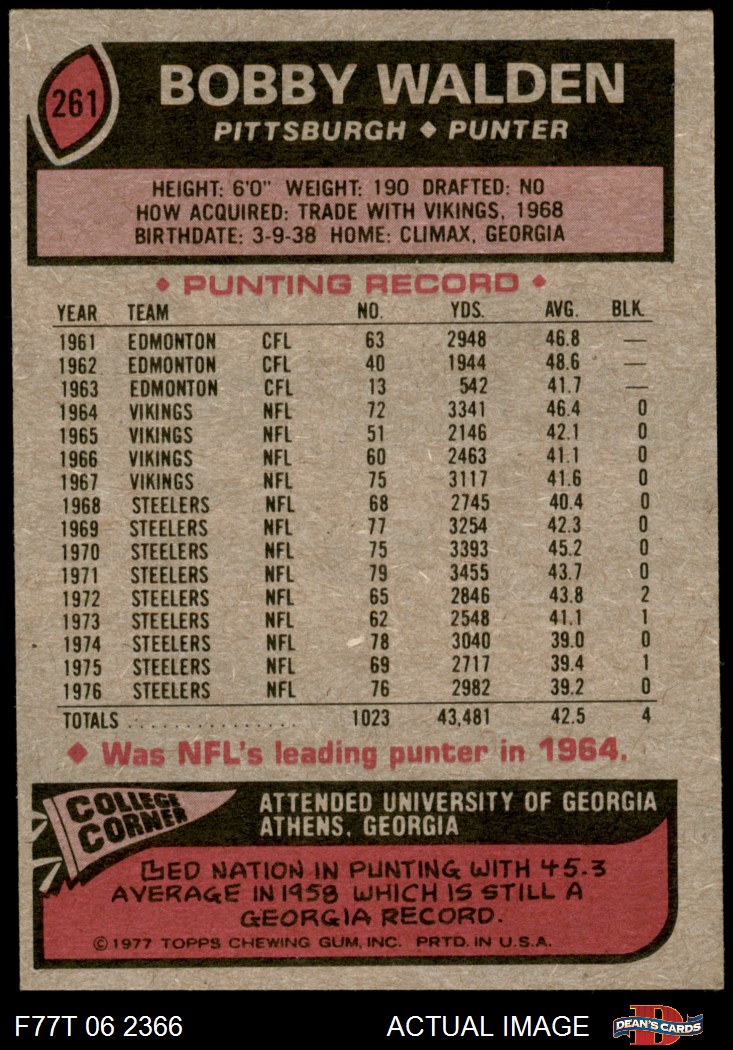 261
BOBBY WALDEN
PITTSBURGH ♦ PUNTER
HEIGHT: 6'0" WEIGHT: 190 DRAFTED: NO
HOW ACQUIRED: TRADE WITH VIKINGS, 1968
BIRTHDATE: 3-9-38 HOME: CLIMAX, GEORGIA
♦ PUNTING RECORD ♦
YEAR TEAM NO. YDS. AVG. BLK.
1961 EDMONTON CFL 63 2948 46.8 —
1962 EDMONTON CFL 40 1944 48.6 —
1963 EDMONTON CFL 13 542 41.7 —
1964 VIKINGS NFL 72 3341 46.4 0
1965 VIKINGS NFL 51 2146 42.1 0
1966 VIKINGS NFL 60 2463 41.1 0
1967 VIKINGS NFL 75 3117 41.6 0
1968 STEELERS NFL 68 2745 40.4 0
1969 STEELERS NFL 77 3254 42.3 0
1970 STEELERS NFL 75 3393 45.2 0
1971 STEELERS NFL 79 3455 43.7 0
1972 STEELERS NFL 65 2846 43.8 2
1973 STEELERS NFL 62 2548 41.1 1
1974 STEELERS NFL 78 3040 39.0 0
1975 STEELERS NFL 69 2717 39.4 1
1976 STEELERS NFL 76 2982 39.2 0
TOTALS ................ 1023 43,481 42.5 4
♦ Was NFL's leading punter in 1964.
COLLEGE
CORNER
ATTENDED UNIVERSITY OF GEORGIA
ATHENS, GEORGIA
LED NATION IN PUNTING WITH 45.3
AVERAGE IN 1958 WHICH IS STILL A
GEORGIA RECORD.
© 1977 TOPPS CHEWING GUM, INC. PRTD. IN U.S.A.
F77T 06 2366 ACTUAL IMAGE
D
DEAN'S CARDS